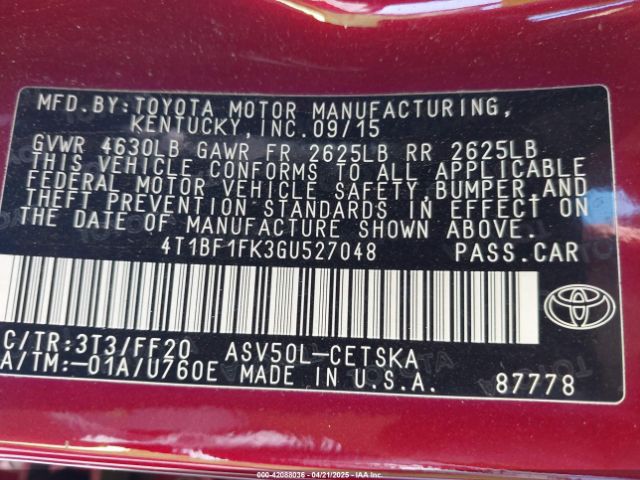 MFD.BY:TOYOTA MOTOR MANUFACTURING,
KENTUCKY,INC.09/15
GVWR 4630LB GAWR FR 2625LB RR 2625LB
THIS VEHICLE CONFORMS TO ALL APPLICABLE
FEDERAL MOTOR VEHICLE SAFETY,BUMPER,AND
THEFT PREVENTION STANDARDS IN EFFECT ON
THE DATE OF MANUFACTURE SHOWN ABOVE.
4T1BF1FK3GU527048 PASS.CAR
C/TR:3T3/FF20 ASV50L-CETSKA
A/TM:-01A/U760E MADE IN U.S.A. 87778
000-42088036 - 04/21/2025 - IAA Inc.